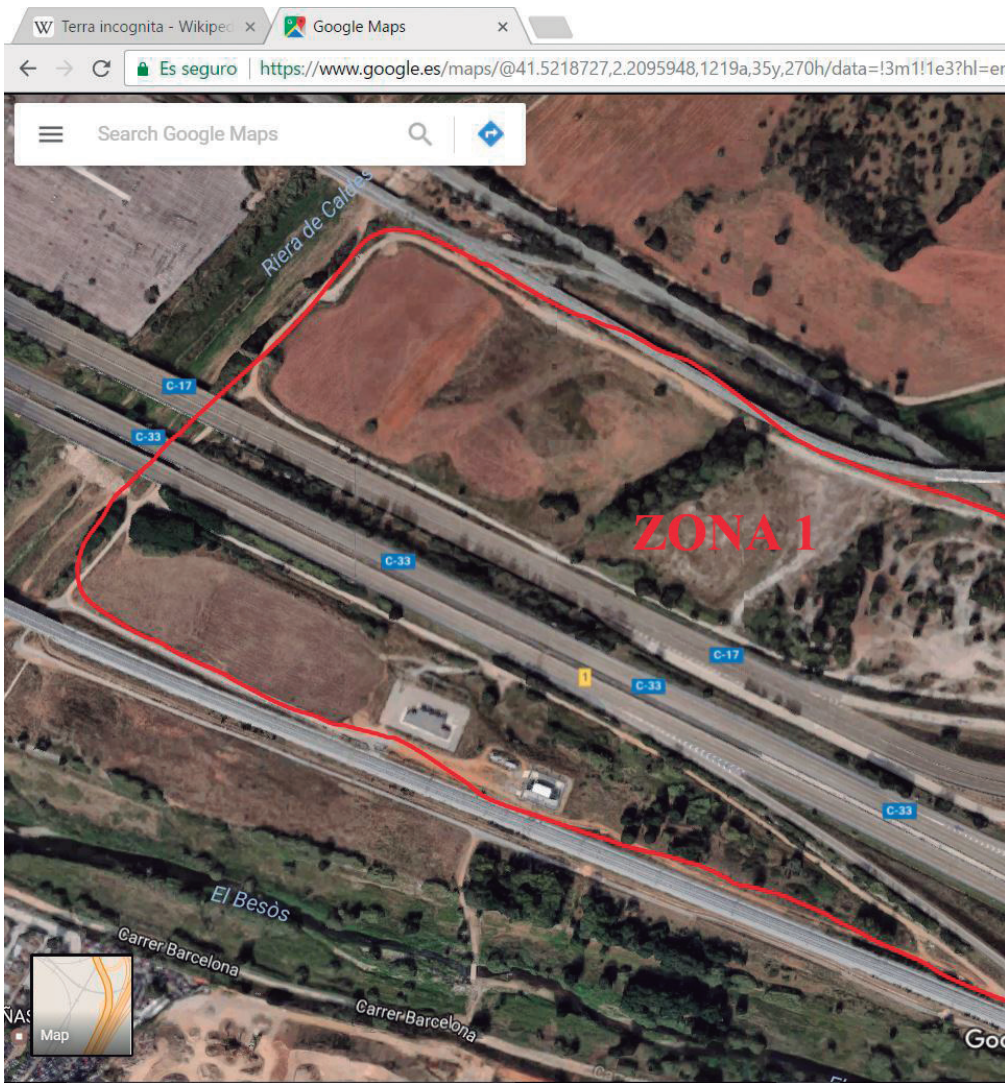 Terra incognita - Wikiped
Google Maps
Es seguro
https://www.google.es/maps/@41.5218727,2.2095948,1219a,35y,270h/data=!3m1!1e3?hl=en
Search Google Maps
Riera de Caldes
C-17
C-33
ZONA 1
C-33
C-17
1
C-33
C-33
El Besòs
Carrer Barcelona
Map
Carrer Barcelona
Goo